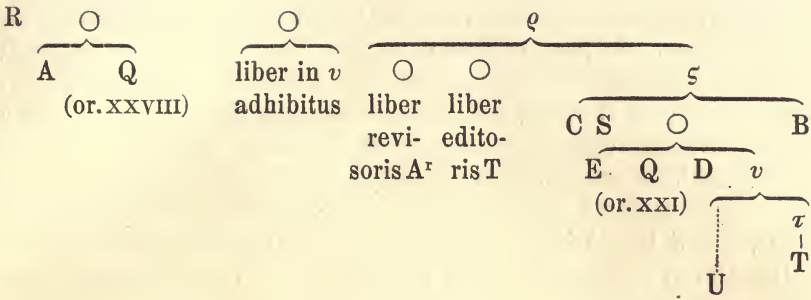 R ϱ
A Q liber in υ ς
(or. XXVIII) adhibitus liber liber C S B
revi- edito-
soris Aʳ ris T E Q D υ
(or. XXI)
τ
T
U